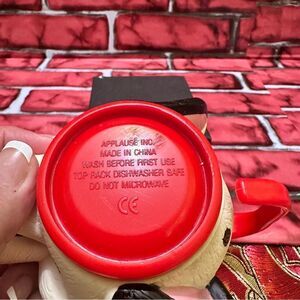 APPLAUSE INC.
MADE IN CHINA
WASH BEFORE FIRST USE
TOP RACK DISHWASHER SAFE
DO NOT MICROWAVE
CE